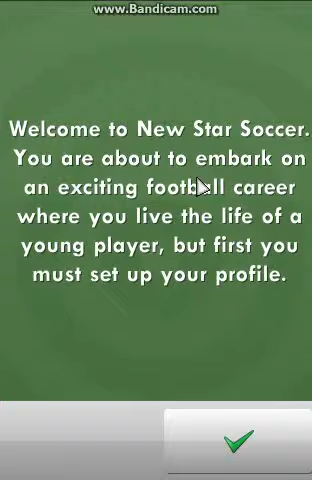 www.Bandicam.com
Welcome to New Star Soccer.
You are about to embark on
an exciting football career
where you live the life of a
young player, but first you
must set up your profile.